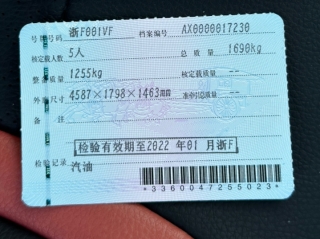 号牌号码 浙F001VF 档案编号 AX0000017230
核定载人数 5人 总质量 1690kg
整备质量 1255kg 核定载质量 --
外廓尺寸 4587×1798×1463mm 准牵引总质量 --
备注
检验有效期至2022 年01 月浙F
检验记录 汽油
*3360047255023*